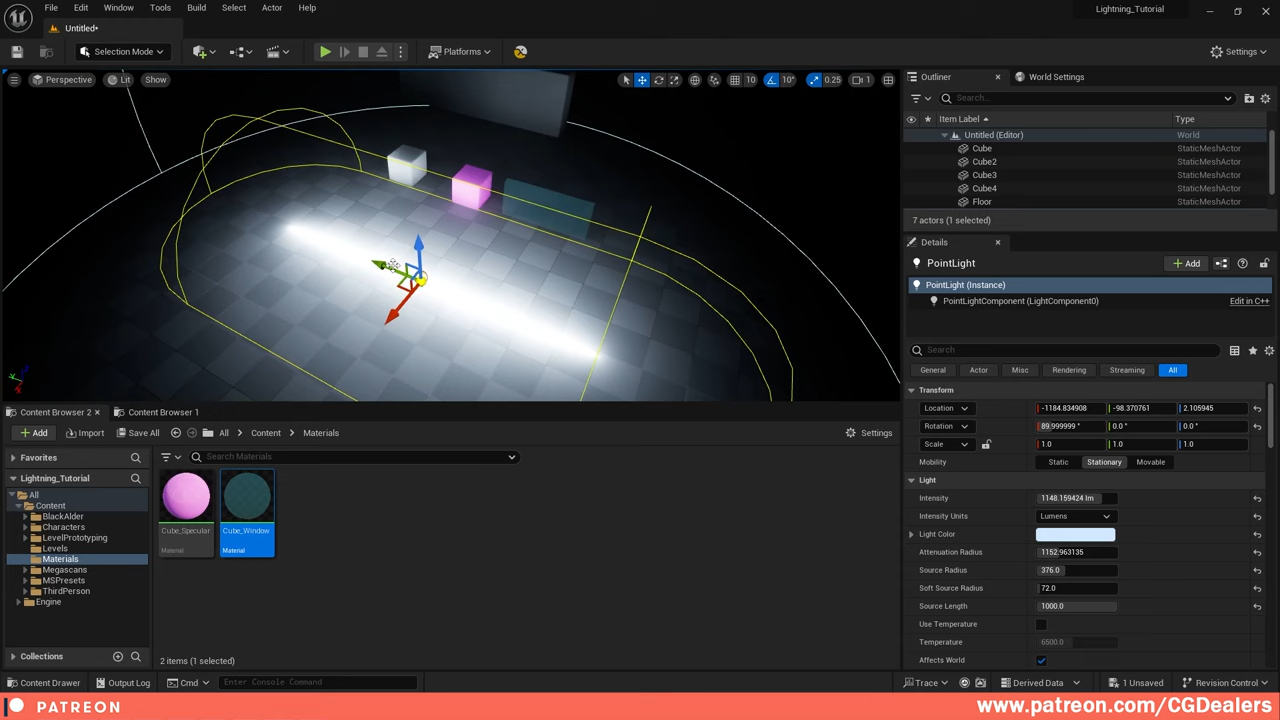 File Edit Window Tools Build Select Actor Help
Lightning_Tutorial
Untitled•
Selection Mode
Platforms
Settings
Perspective Lit Show
10 10° 0.25 1
Outliner World Settings
Search...
Item Label Type
Untitled (Editor) World
Cube StaticMeshActor
Cube2 StaticMeshActor
Cube3 StaticMeshActor
Cube4 StaticMeshActor
Floor StaticMeshActor
7 actors (1 selected)
Details
PointLight Add
PointLight (Instance)
PointLightComponent (LightComponent0) Edit in C++
Search
General Actor Misc Rendering Streaming All
Transform
Location -1184.834908 -98.370761 2.105945
Rotation 89.999999 ° 0.0 ° 0.0 °
Scale 1.0 1.0 1.0
Mobility Static Stationary Movable
Light
Intensity 1148.159424 lm
Intensity Units Lumens
Light Color
Attenuation Radius 1152.963135
Source Radius 376.0
Soft Source Radius 72.0
Source Length 1000.0
Use Temperature
Temperature 6500.0
Affects World
Content Browser 2 Content Browser 1
Add Import Save All All Content Materials Settings
Favorites
Search Materials
Lightning_Tutorial
All
Content
BlackAlder
Characters
LevelPrototyping
Levels
Materials
Megascans
MSPresets
ThirdPerson
Engine
Cube_Specular
Material
Cube_Window
Material
Collections
2 items (1 selected)
Content Drawer Output Log Cmd Enter Console Command Trace Derived Data 1 Unsaved Revision Control
PATREON www.patreon.com/CGDealers